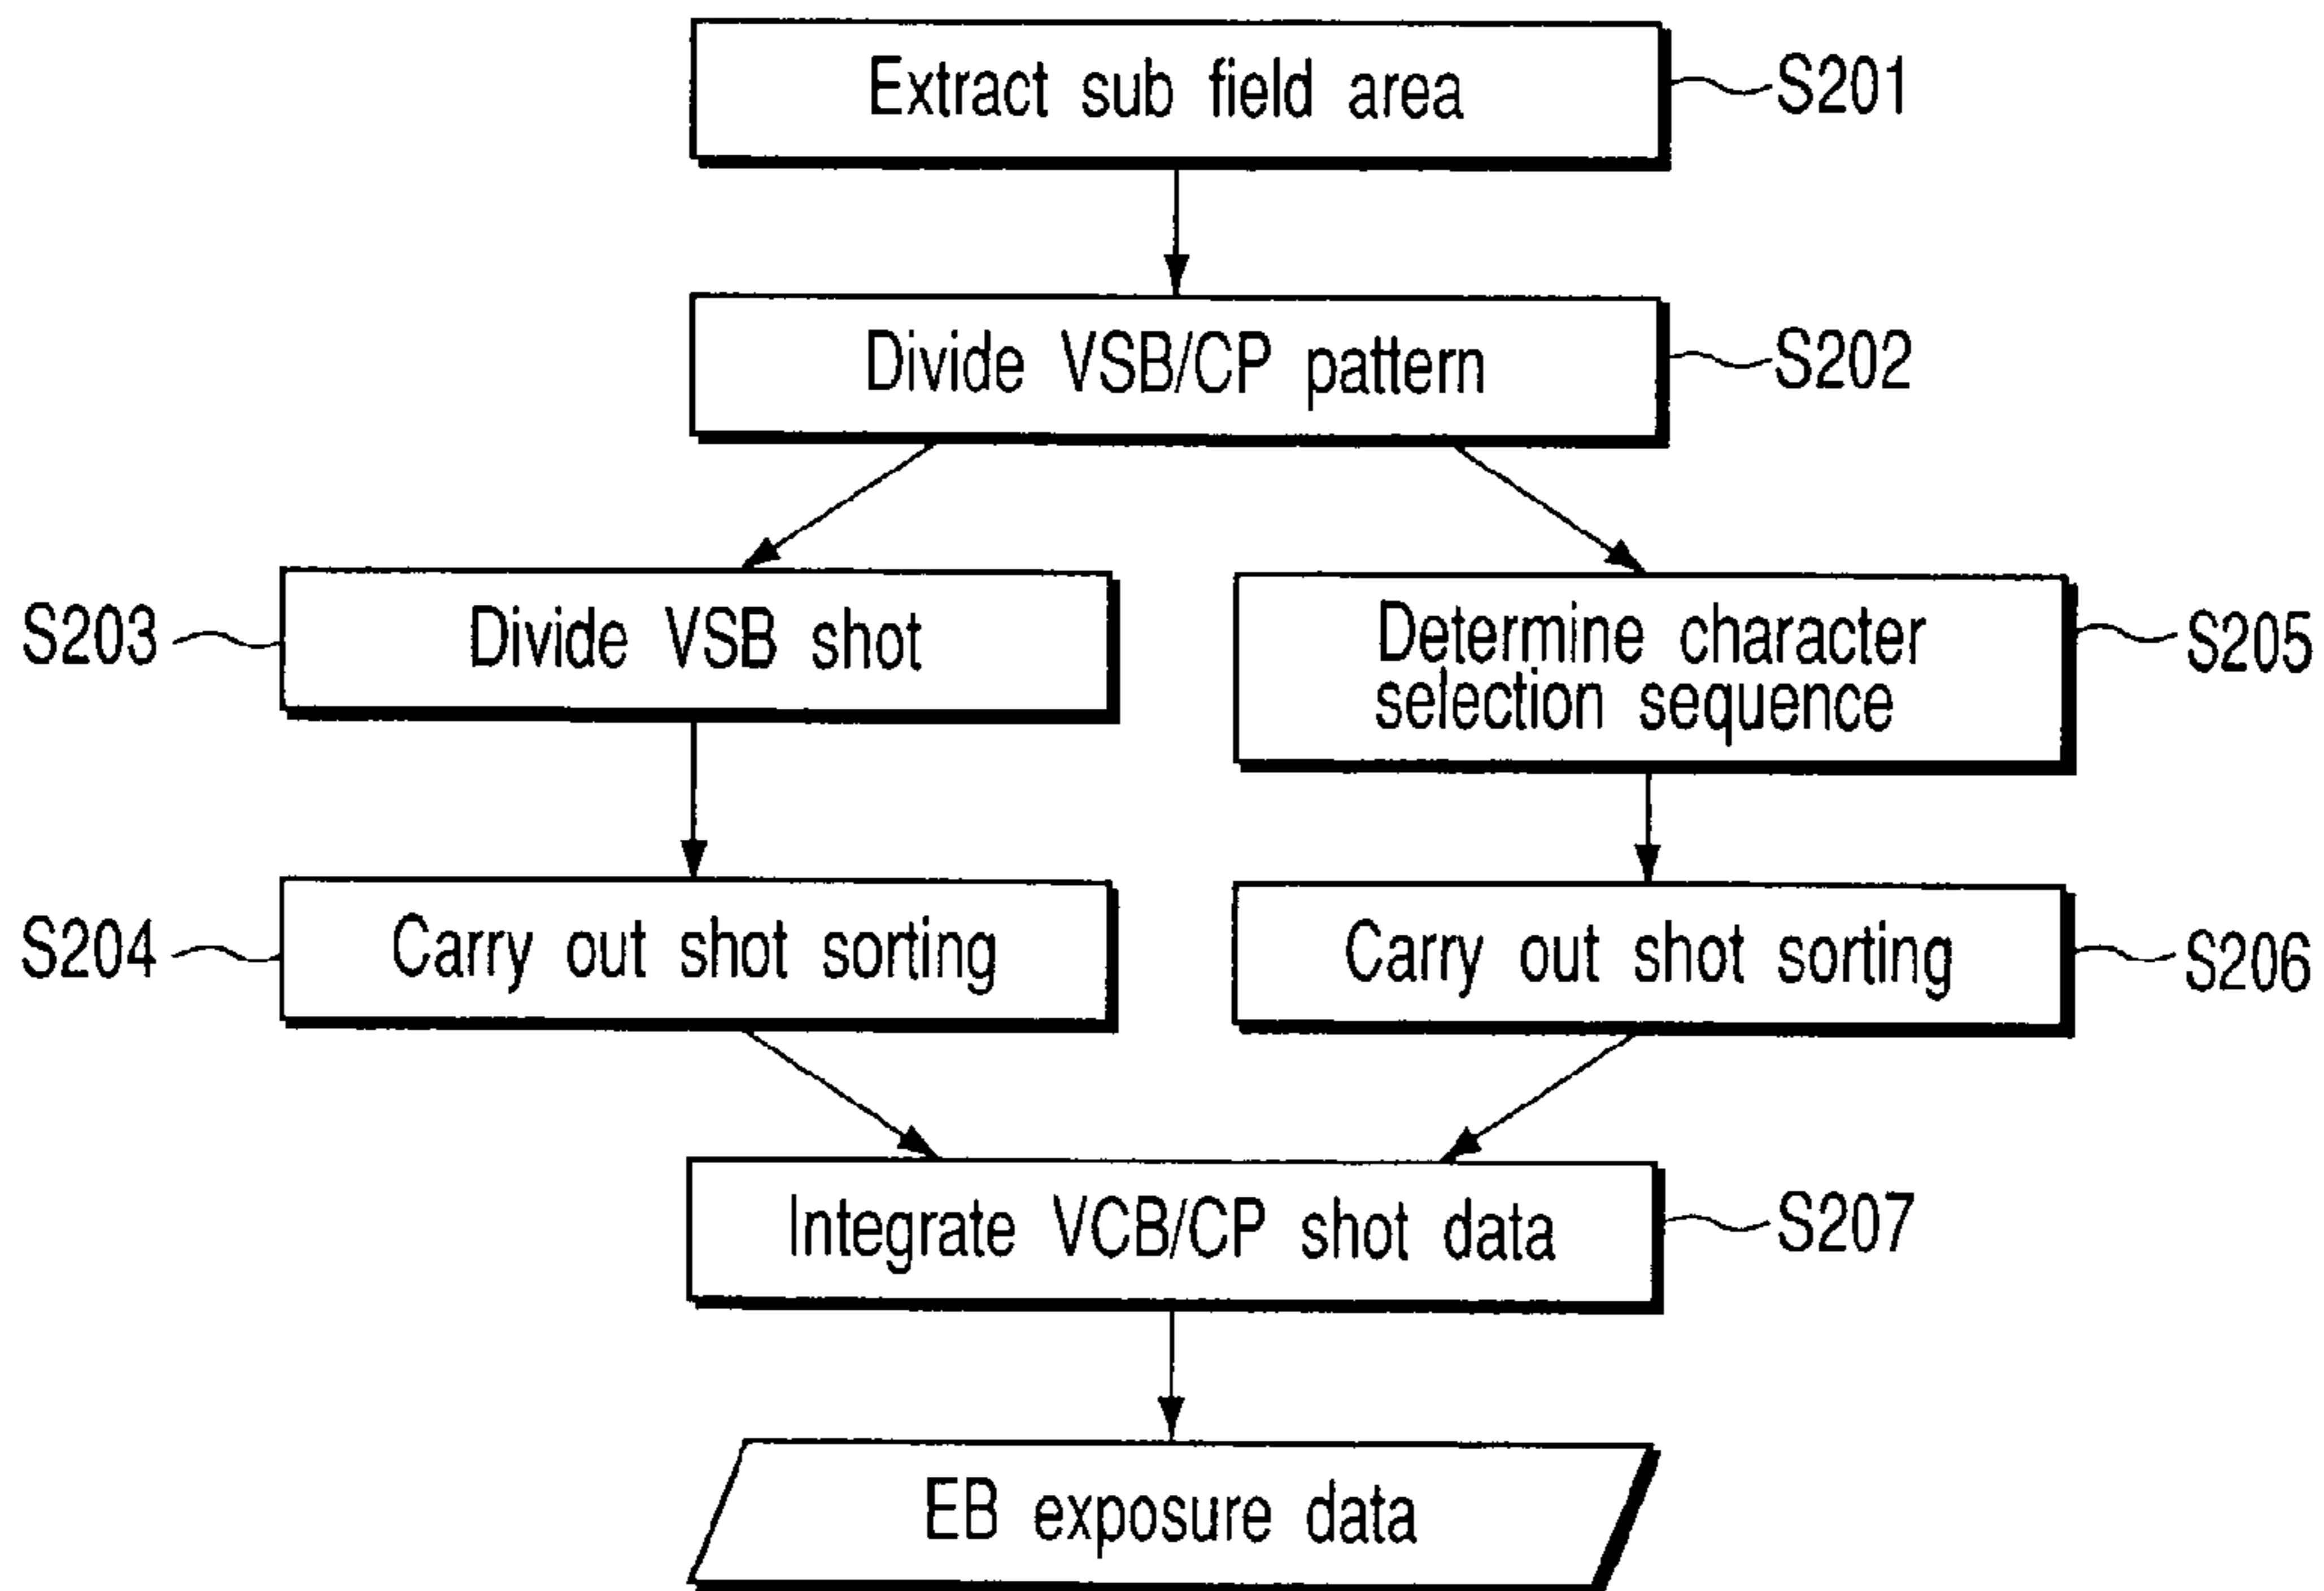 Extract sub field area
S201
Divide VSB/CP pattern
S202
S203
Divide VSB shot
Determine character
selection sequence
S205
S204
Carry out shot sorting
Carry out shot sorting
S206
Integrate VCB/CP shot data
S207
EB exposure data